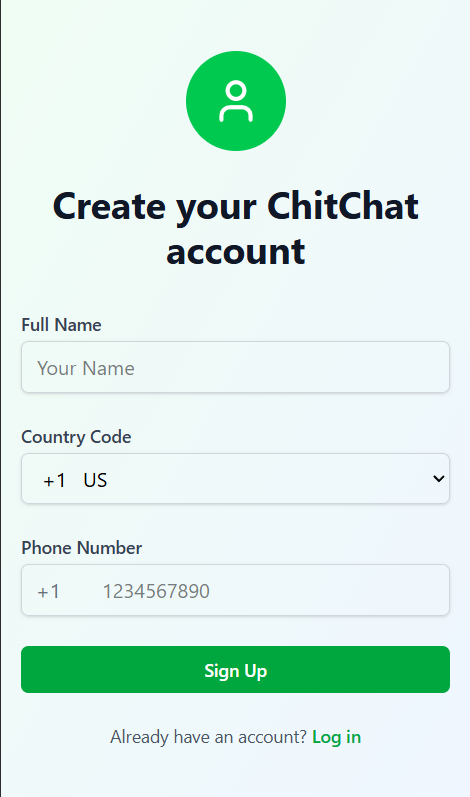 Create your ChitChat
account
Full Name
Your Name
Country Code
+1 US
Phone Number
+1 1234567890
Sign Up
Already have an account? Log in